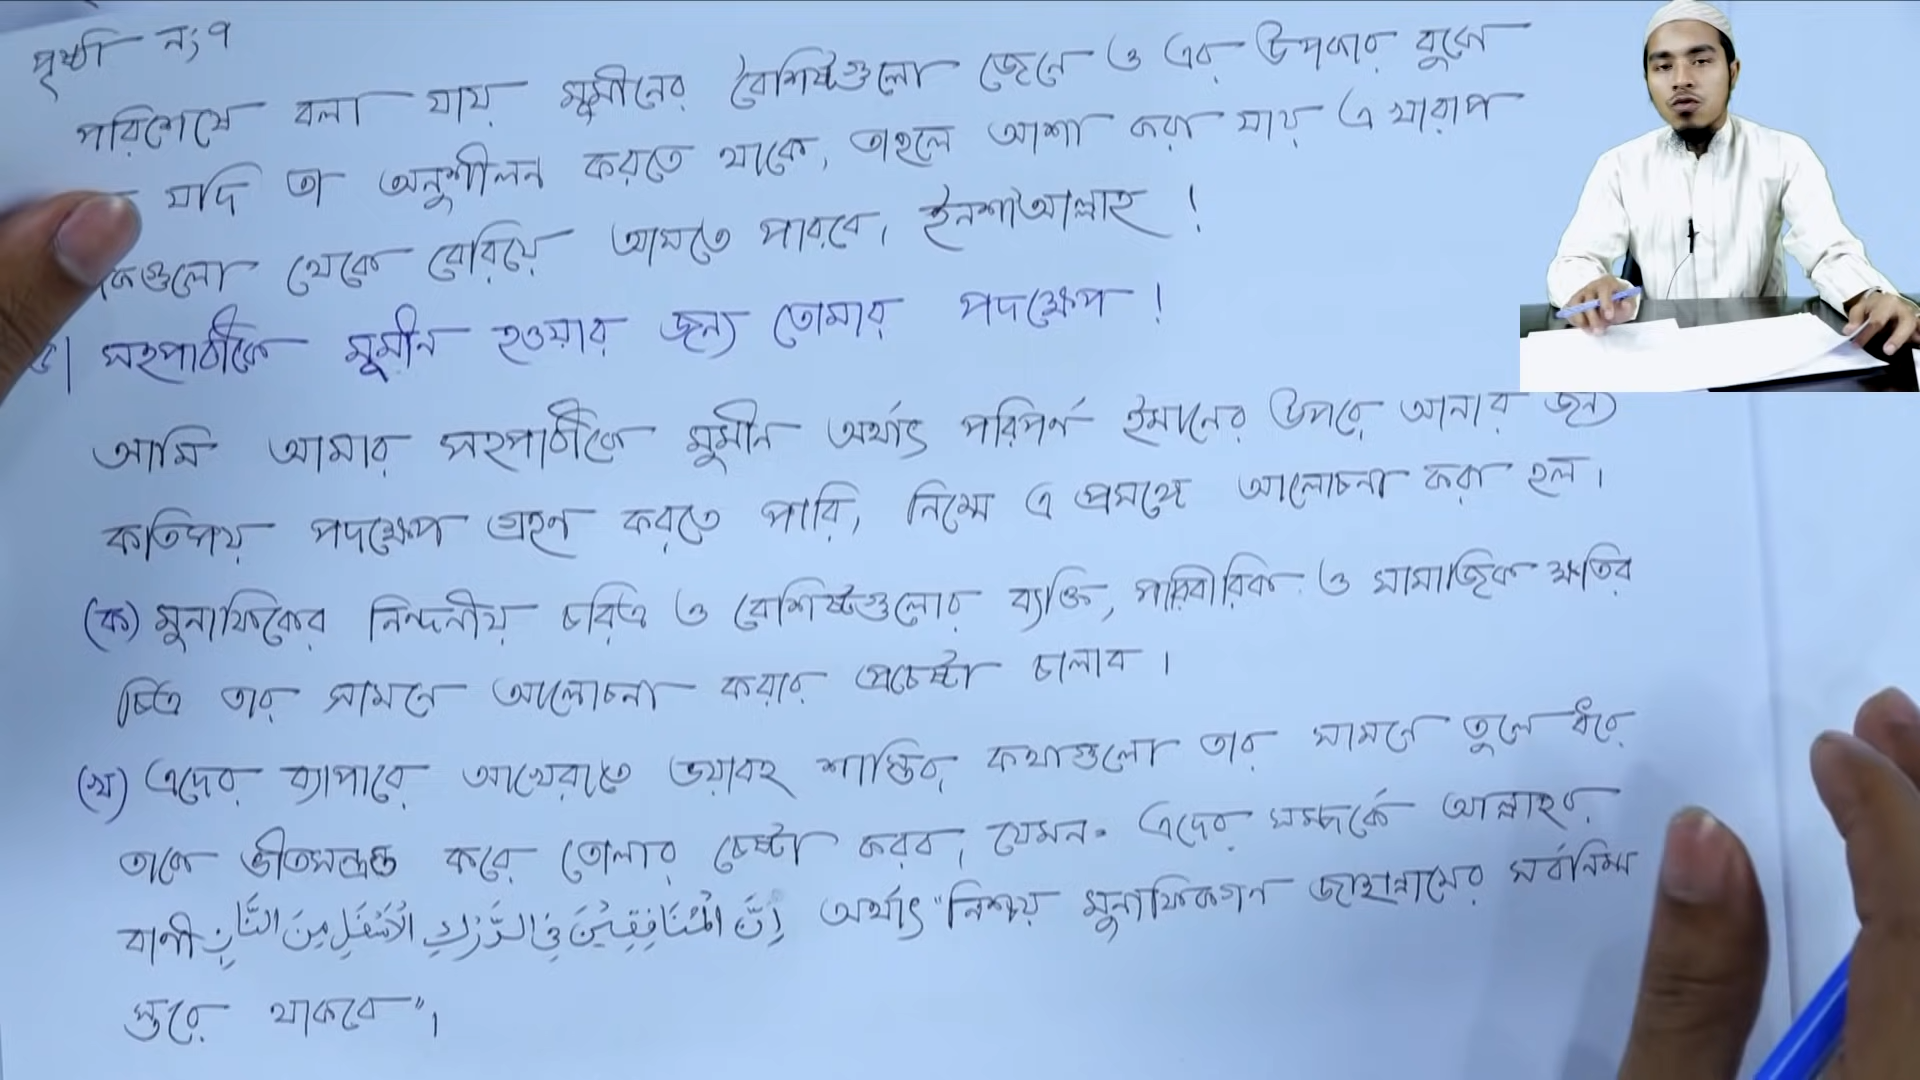 পৃষ্ঠা নং ৭
পরিশেষে বলা যায় মুমীনের বৈশিষ্টগুলো জেনে ও এর উপকার বুঝে
যদি তা অনুশীলন করতে থাকে, তাহলে আশা করা যায় এ খারাপ
গুলো থেকে বেরিয়ে আসতে পারবে, ইনশাআল্লাহ !
সহপাঠীকে মুমীন হওয়ার জন্য তোমার পদক্ষেপ !
আমি আমার সহপাঠীকে মুমীন অর্থাৎ পরিপর্ণ ইমানের উপরে আনার জন্য
কতিপয় পদক্ষেপ গ্রহন করতে পারি, নিম্মে এ প্রসঙ্গে আলোচনা করা হল।
(ক) মুনাফিকের নিন্দনীয় চরিত্র ও বৈশিষ্টগুলোর ব্যক্তি, পারিবারিক ও সামাজিক ক্ষতির
চিত্র তার সামনে আলোচনা করার প্রচেষ্টা চালাব ।
(খ) এদের ব্যাপারে আখেরাতে ভয়াবহ শাস্তির কথাগুলো তার সামনে তুলে ধরে
তাকে ভীতসন্ত্রস্ত করে তোলার চেষ্টা করব, যেমন- এদের সম্পর্কে আল্লাহর
বাণী إِنَّ الْمُنَافِقِيْنَ فِي الدَّرْكِ الْأَسْفَلِ مِنَ النَّارِ অর্থাৎ "নিশ্চয় মুনাফিকগন জাহান্নামের সর্বনিম্ম
স্তরে থাকবে"।